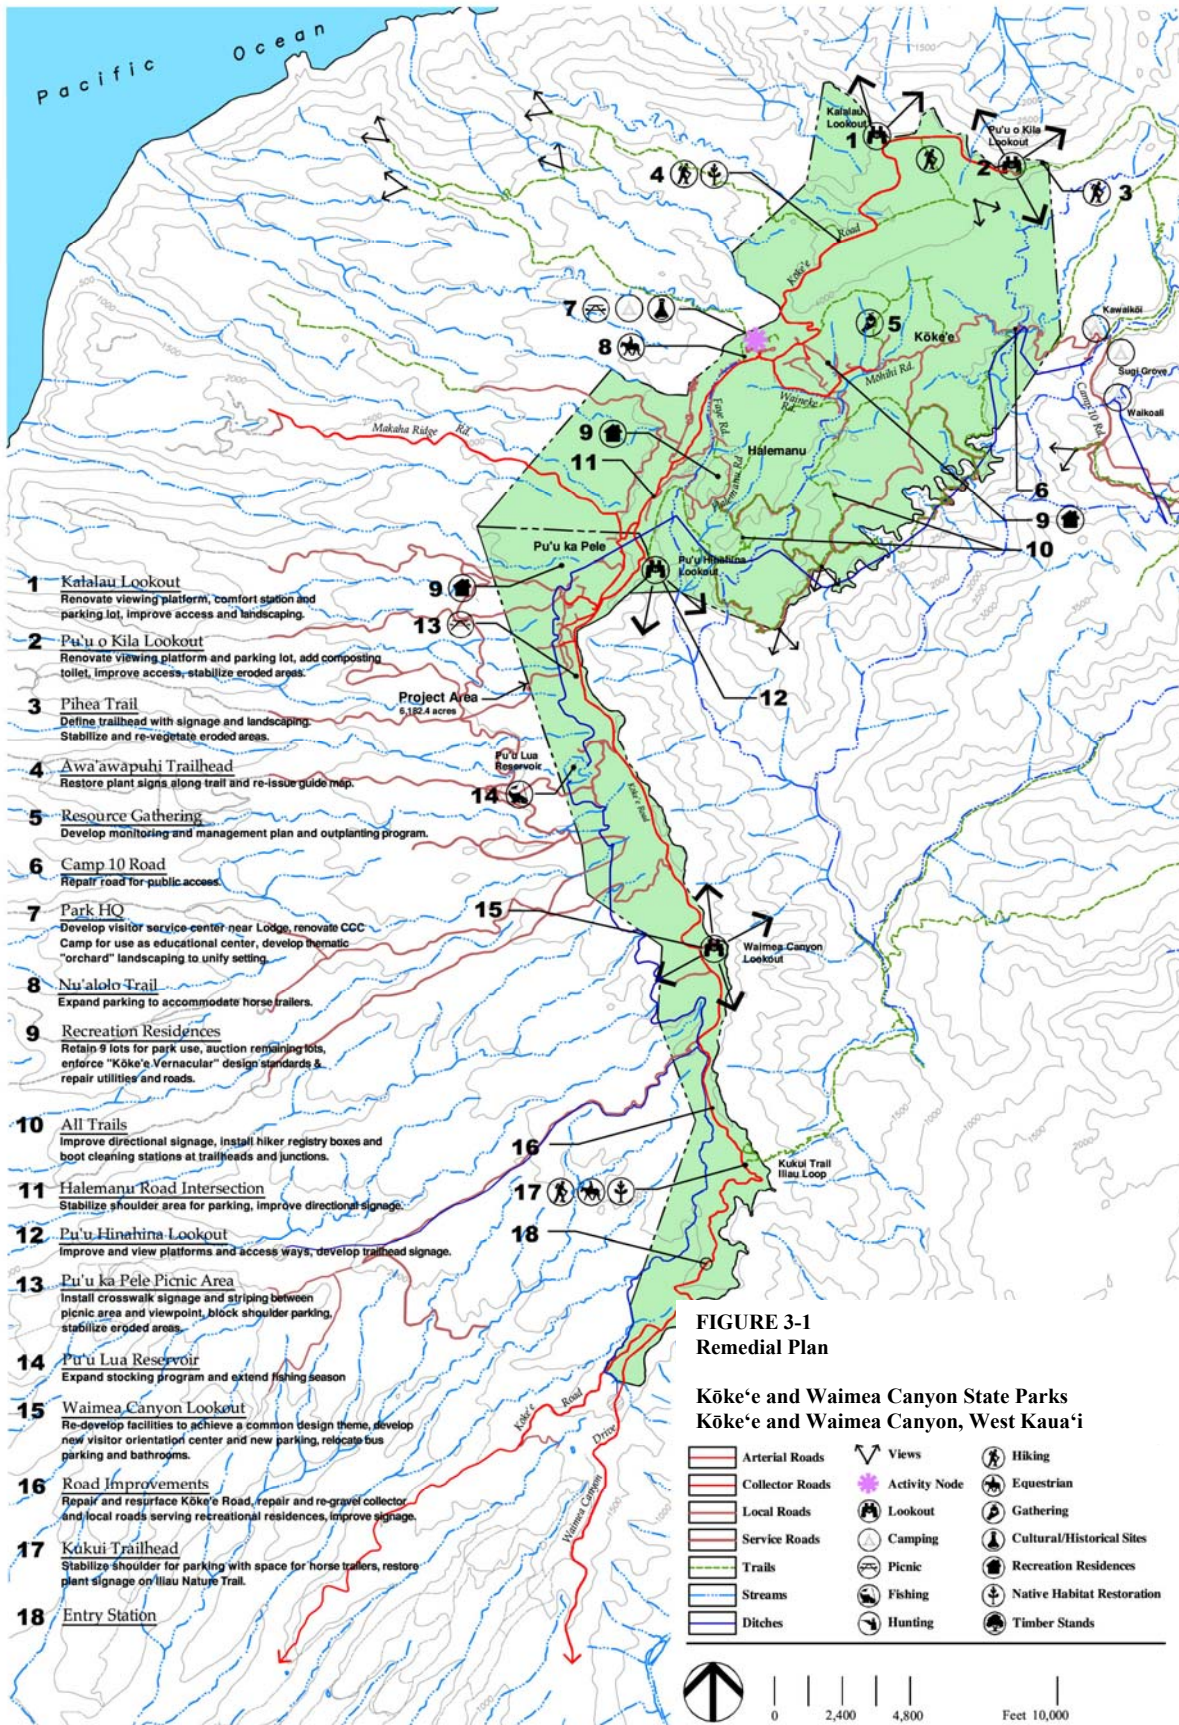 Pacific Ocean
Kalalau
Lookout
1
Pu'u o Kila
Lookout
2
3
4
Kōke'e Road
7
8
5
Kōke'e
Kawaikōi
Sugi Grove
Waikoali
Camp 10 Rd.
Mōhihi Rd.
Waineke
Rd.
Faye Rd.
Makaha Ridge Rd.
9
11
Halemanu
Halemanu Rd
6
9
10
Pu'u ka Pele
Pu'u Hinahina
Lookout
9
13
12
Project Area
6,182.4 acres
Pu'u Lua
Reservoir
14
Kōke'e Road
15
Waimea Canyon
Lookout
16
Kukui Trail
Iliau Loop
17
18
Kōke'e Road
Waimea Canyon Drive
1 Kalalau Lookout
Renovate viewing platform, comfort station and
parking lot, improve access and landscaping.
2 Pu'u o Kila Lookout
Renovate viewing platform and parking lot, add composting
toilet, improve access, stabilize eroded areas.
3 Pihea Trail
Define trailhead with signage and landscaping.
Stabilize and re-vegetate eroded areas.
4 Awa'awapuhi Trailhead
Restore plant signs along trail and re-issue guide map.
5 Resource Gathering
Develop monitoring and management plan and outplanting program.
6 Camp 10 Road
Repair road for public access.
7 Park HQ
Develop visitor service center near Lodge, renovate CCC
Camp for use as educational center, develop thematic
"orchard" landscaping to unify setting.
8 Nu'alolo Trail
Expand parking to accommodate horse trailers.
9 Recreation Residences
Retain 9 lots for park use, auction remaining lots,
enforce "Kōke'e Vernacular" design standards &
repair utilities and roads.
10 All Trails
Improve directional signage, install hiker registry boxes and
boot cleaning stations at trailheads and junctions.
11 Halemanu Road Intersection
Stabilize shoulder area for parking, improve directional signage.
12 Pu'u Hinahina Lookout
Improve and view platforms and access ways, develop trailhead signage.
13 Pu'u ka Pele Picnic Area
Install crosswalk signage and striping between
picnic area and viewpoint, block shoulder parking,
stabilize eroded areas.
14 Pu'u Lua Reservoir
Expand stocking program and extend fishing season
15 Waimea Canyon Lookout
Re-develop facilities to achieve a common design theme, develop
new visitor orientation center and new parking, relocate bus
parking and bathrooms.
16 Road Improvements
Repair and resurface Kōke'e Road, repair and re-gravel collector
and local roads serving recreational residences, improve signage.
17 Kukui Trailhead
Stabilize shoulder for parking with space for horse trailers, restore
plant signage on Iliau Nature Trail.
18 Entry Station
FIGURE 3-1
Remedial Plan
Kōke‘e and Waimea Canyon State Parks
Kōke‘e and Waimea Canyon, West Kaua‘i
Arterial Roads
Collector Roads
Local Roads
Service Roads
Trails
Streams
Ditches
Views
Activity Node
Lookout
Camping
Picnic
Fishing
Hunting
Hiking
Equestrian
Gathering
Cultural/Historical Sites
Recreation Residences
Native Habitat Restoration
Timber Stands
0 2,400 4,800 Feet 10,000